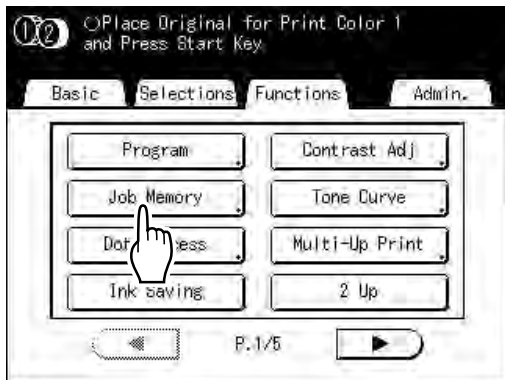 ①② ○Place Original for Print Color 1
and Press Start Key
Basic Selections Functions Admin.
Program Contrast Adj
Job Memory Tone Curve
Multi-Up Print
Ink Saving 2 Up
◀ P.1/5 ▶